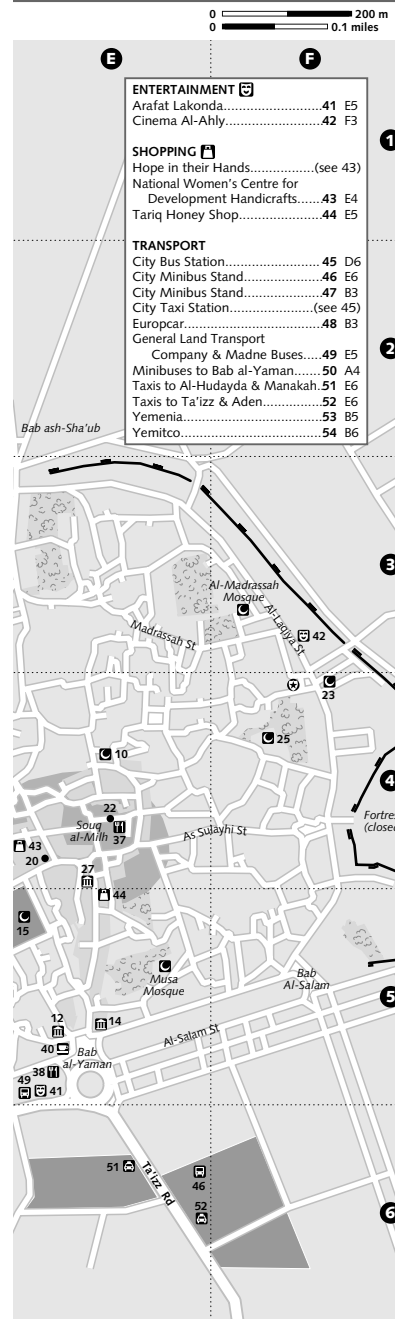 0 200 m
0 0.1 miles
E F
ENTERTAINMENT
Arafat Lakonda..........................41 E5
Cinema Al-Ahly.........................42 F3
1
SHOPPING
Hope in their Hands.................(see 43)
National Women's Centre for
Development Handicrafts.......43 E4
Tariq Honey Shop.....................44 E5
TRANSPORT
City Bus Station.........................45 D6
City Minibus Stand.....................46 E6
City Minibus Stand.....................47 B3
City Taxi Station......................(see 45)
Europcar....................................48 B3
General Land Transport
Company & Madne Buses.....49 E5
2
Minibuses to Bab al-Yaman.......50 A4
Taxis to Al-Hudayda & Manakah.51 E6
Taxis to Ta'izz & Aden...............52 E6
Yemenia.....................................53 B5
Yemitco......................................54 B6
Bab ash-Sha'ub
3
Al-Madrassah
Mosque
Al-Laqiya St
Madrassah St
42
23
25
10
4
22
Souq
al-Milh
37
Fortress
(closed
As Sulayhi St
43
20
27
44
15
Musa
Mosque
Bab
Al-Salam
5
12
14
Al-Salam St
40
Bab
al-Yaman
38
49
41
51
Ta'izz Rd
46
52
6